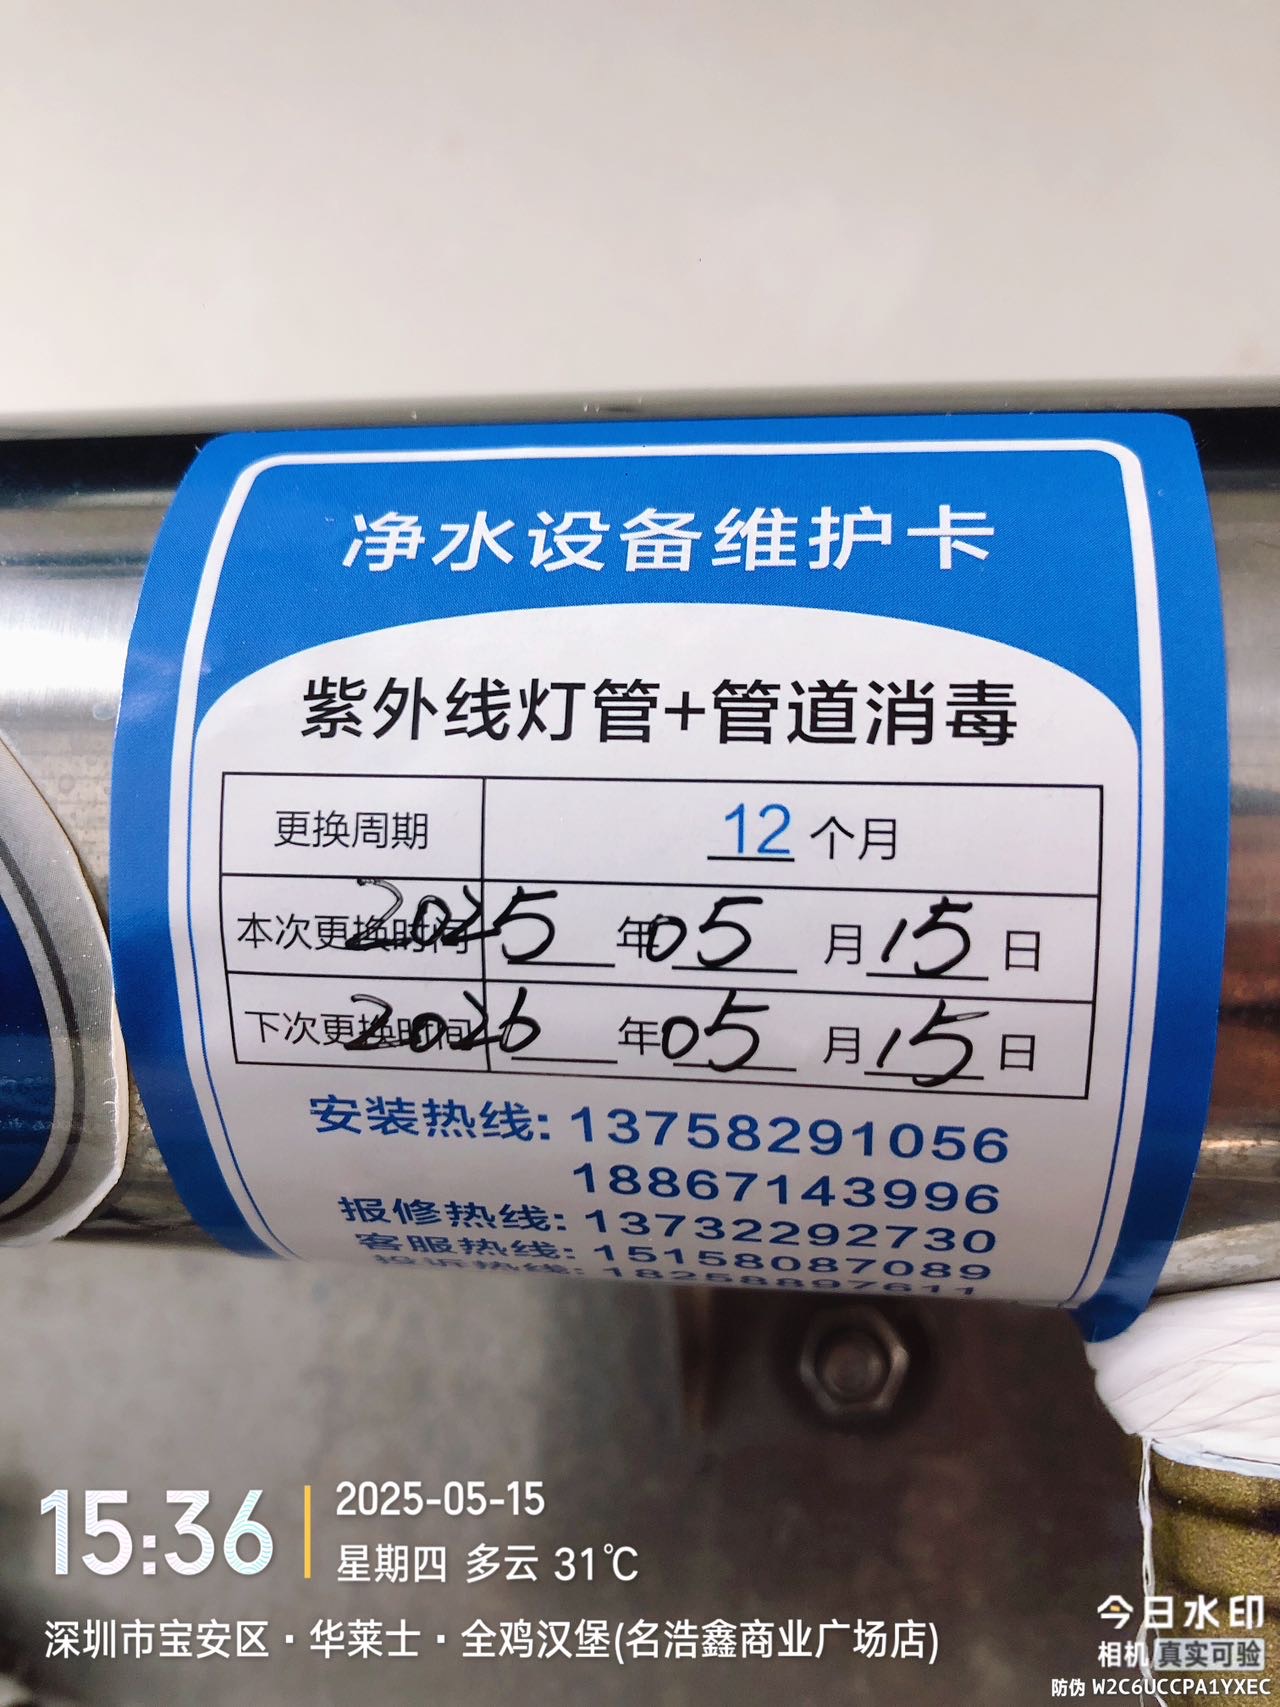 净水设备维护卡
紫外线灯管+管道消毒
更换周期 12 个月
本次更换时间 2025 年 05 月 15 日
下次更换时间 2026 年 05 月 15 日
安装热线: 13758291056
18867143996
报修热线: 13732292730
客服热线: 15158087089
投诉热线: 18258897611
15:36
2025-05-15
星期四 多云 31℃
深圳市宝安区·华莱士·全鸡汉堡(名浩鑫商业广场店)
今日水印
相机 真实可验
防伪 W2C6UCCPA1YXEC